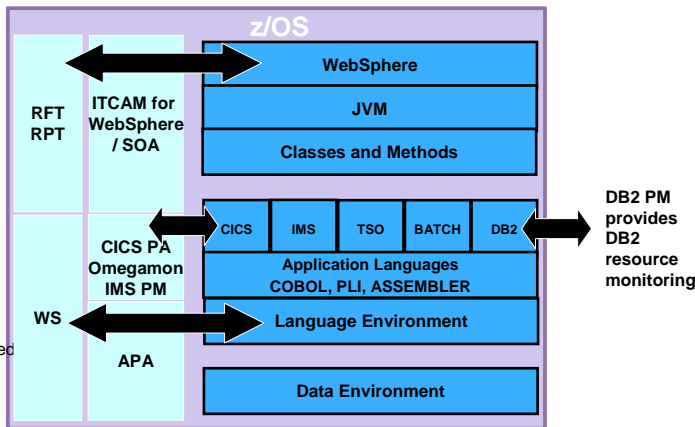 z/OS
RFT
RPT
ITCAM for
WebSphere
/ SOA
WebSphere
JVM
Classes and Methods
WS
CICS PA
Omegamon
IMS PM
APA
CICS
IMS
TSO
BATCH
DB2
Application Languages
COBOL, PLI, ASSEMBLER
Language Environment
Data Environment
DB2 PM
provides
DB2
resource
monitoring
ed